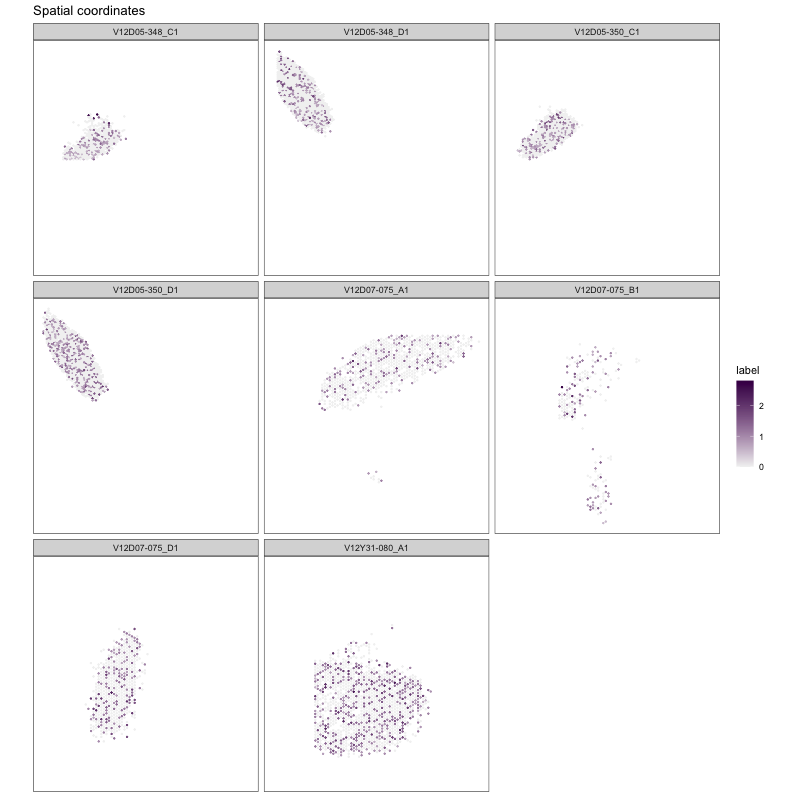 Spatial coordinates
V12D05-348_C1
V12D05-348_D1
V12D05-350_C1
V12D05-350_D1
V12D07-075_A1
V12D07-075_B1
label
2
1
0
V12D07-075_D1
V12Y31-080_A1